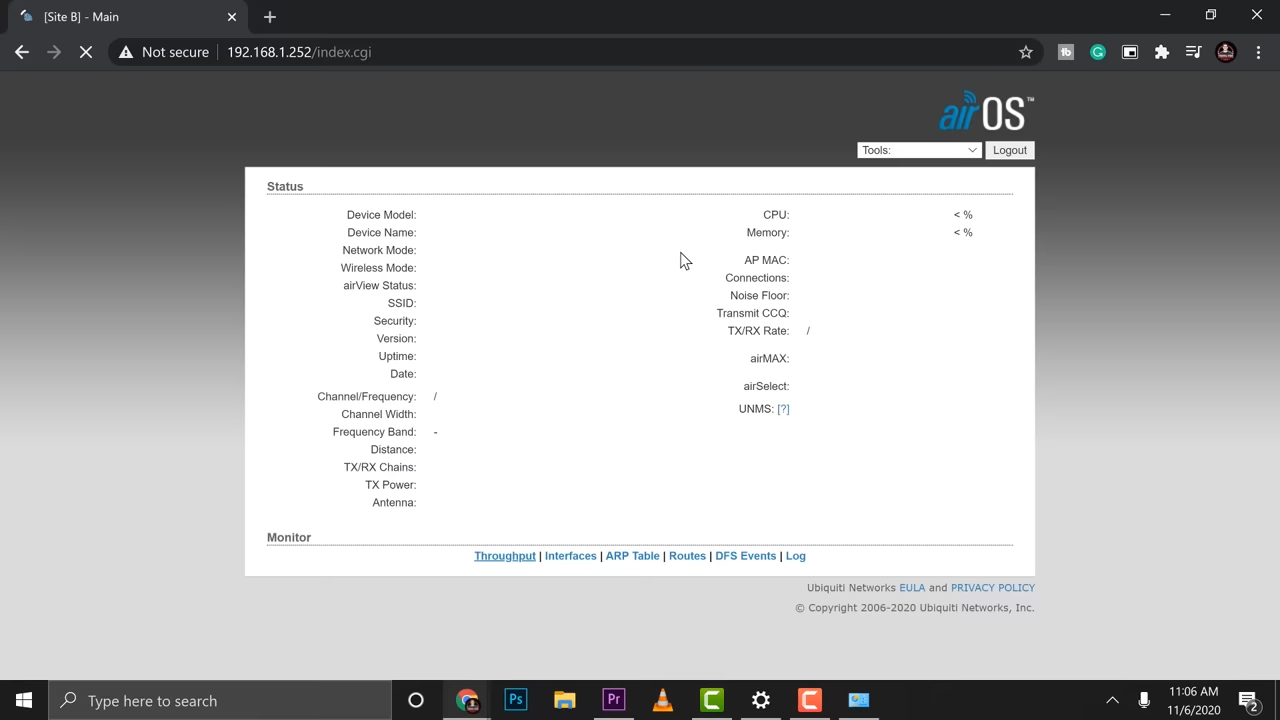 [Site B] - Main
Not secure
192.168.1.252/index.cgi
airOS™
Tools:
Logout
Status
Device Model:
Device Name:
Network Mode:
Wireless Mode:
airView Status:
SSID:
Security:
Version:
Uptime:
Date:
Channel/Frequency: /
Channel Width:
Frequency Band: -
Distance:
TX/RX Chains:
TX Power:
Antenna:
CPU: < %
Memory: < %
AP MAC:
Connections:
Noise Floor:
Transmit CCQ:
TX/RX Rate: /
airMAX:
airSelect:
UNMS: [?]
Monitor
Throughput | Interfaces | ARP Table | Routes | DFS Events | Log
Ubiquiti Networks EULA and PRIVACY POLICY
© Copyright 2006-2020 Ubiquiti Networks, Inc.
Type here to search
Ps
Pr
11:06 AM
11/6/2020
2